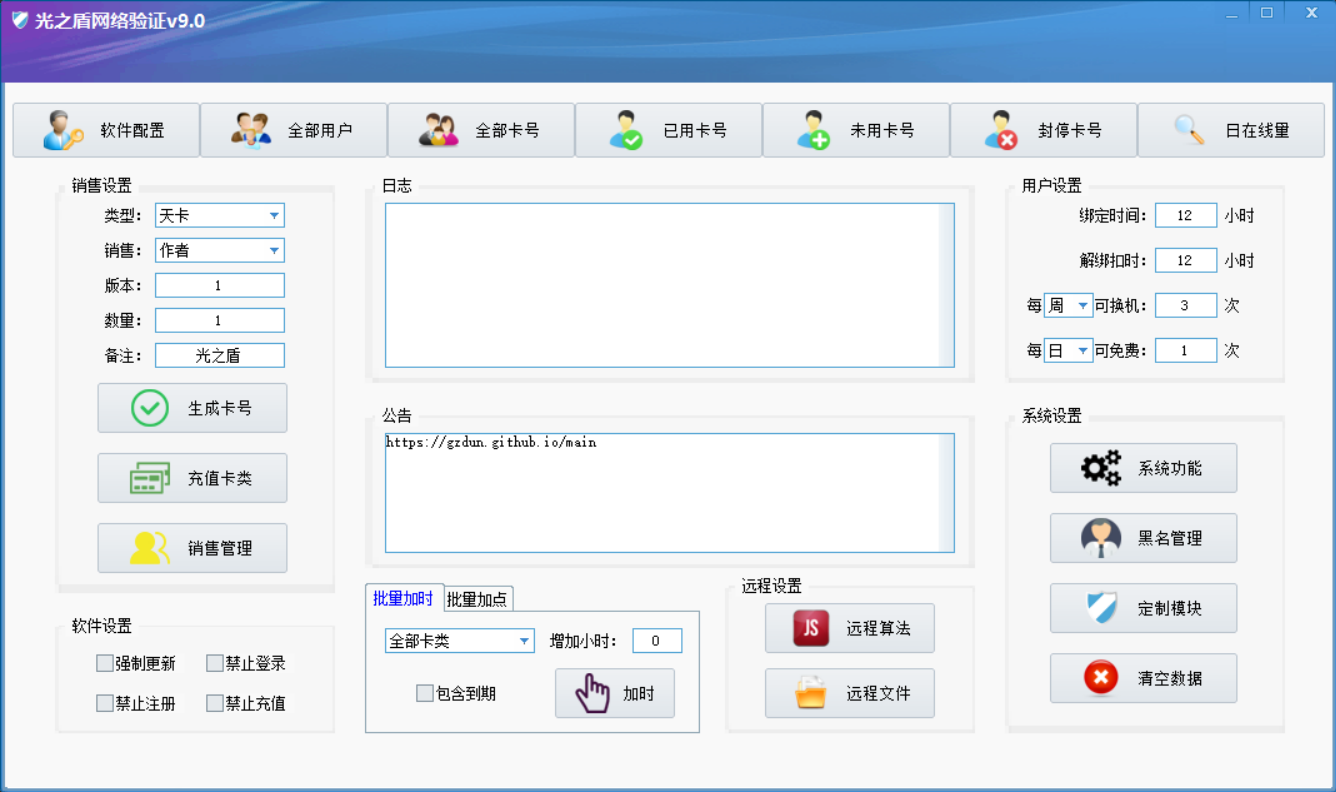 光之盾网络验证v9.0
软件配置
全部用户
全部卡号
已用卡号
未用卡号
封停卡号
日在线量
销售设置
类型: 天卡
销售: 作者
版本: 1
数量: 1
备注: 光之盾
生成卡号
充值卡类
销售管理
软件设置
强制更新 禁止登录
禁止注册 禁止充值
日志
公告
https://gzdun.github.io/main
批量加时 批量加点
全部卡类 增加小时: 0
包含到期 加时
远程设置
JS 远程算法
远程文件
用户设置
绑定时间: 12 小时
解绑扣时: 12 小时
每 周 可换机: 3 次
每 日 可免费: 1 次
系统设置
系统功能
黑名管理
定制模块
清空数据